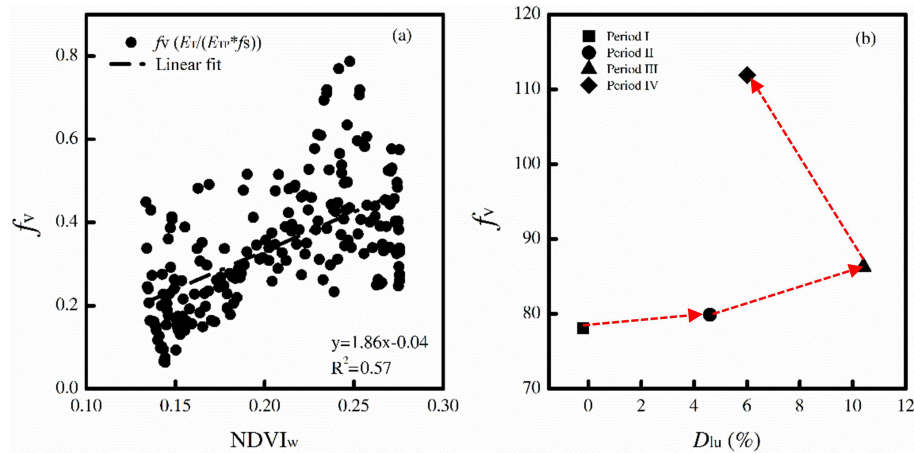 (a)
fv (ET/(ETP*fS))
Linear fit
0.8
0.6
0.4
0.2
0.0
fv
y=1.86x-0.04
R²=0.57
0.10 0.15 0.20 0.25 0.30
NDVIw
(b)
Period I
Period II
Period III
Period IV
120
110
100
90
80
70
fv
0 2 4 6 8 10 12
Dlu (%)